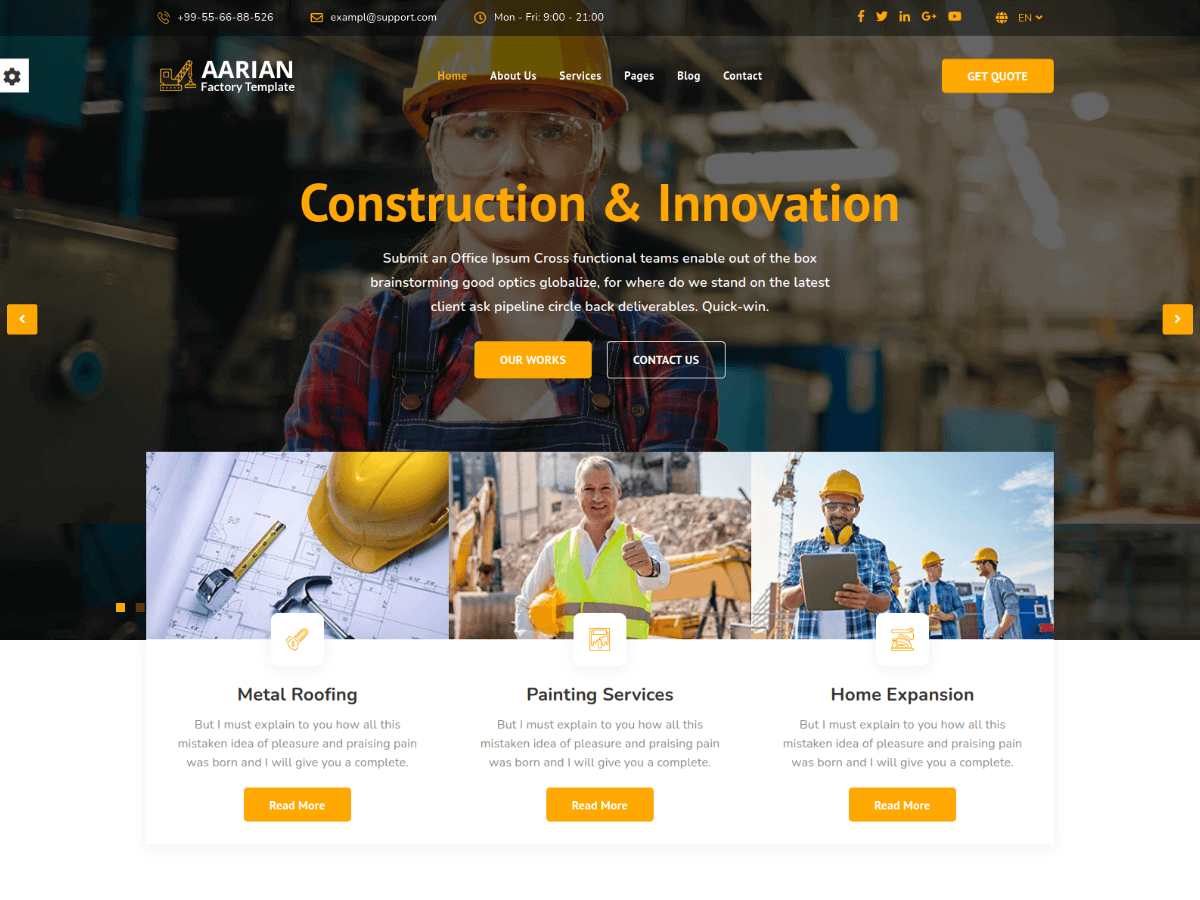 +99-55-66-88-526 exampl@support.com Mon - Fri: 9:00 - 21:00 EN
AARIAN
Factory Template
Home About Us Services Pages Blog Contact GET QUOTE
Construction & Innovation
Submit an Office Ipsum Cross functional teams enable out of the box
brainstorming good optics globalize, for where do we stand on the latest
client ask pipeline circle back deliverables. Quick-win.
OUR WORKS CONTACT US
Metal Roofing
But I must explain to you how all this
mistaken idea of pleasure and praising pain
was born and I will give you a complete.
Read More
Painting Services
But I must explain to you how all this
mistaken idea of pleasure and praising pain
was born and I will give you a complete.
Read More
Home Expansion
But I must explain to you how all this
mistaken idea of pleasure and praising pain
was born and I will give you a complete.
Read More